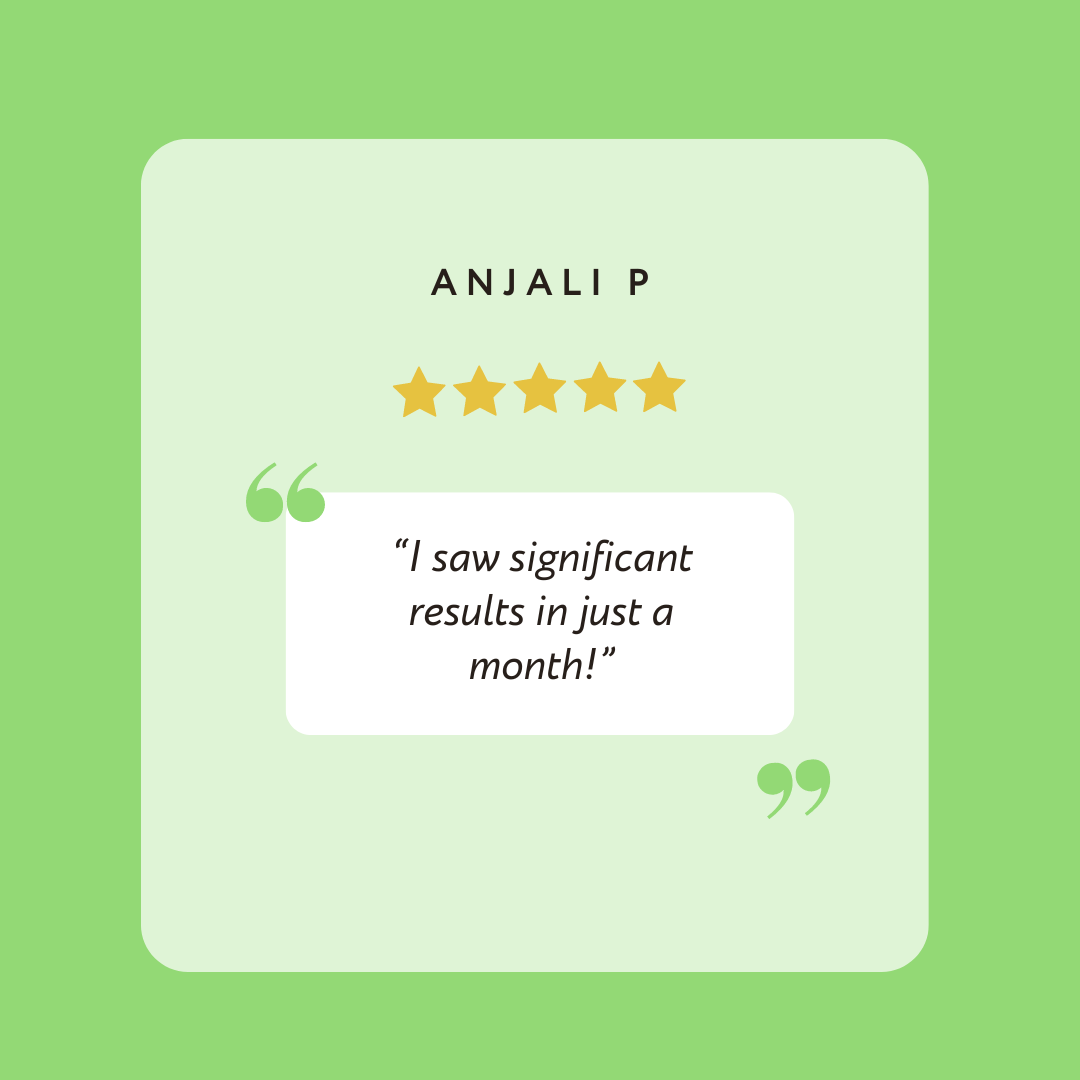 ANJALI P
“I saw significant
results in just a
month!”